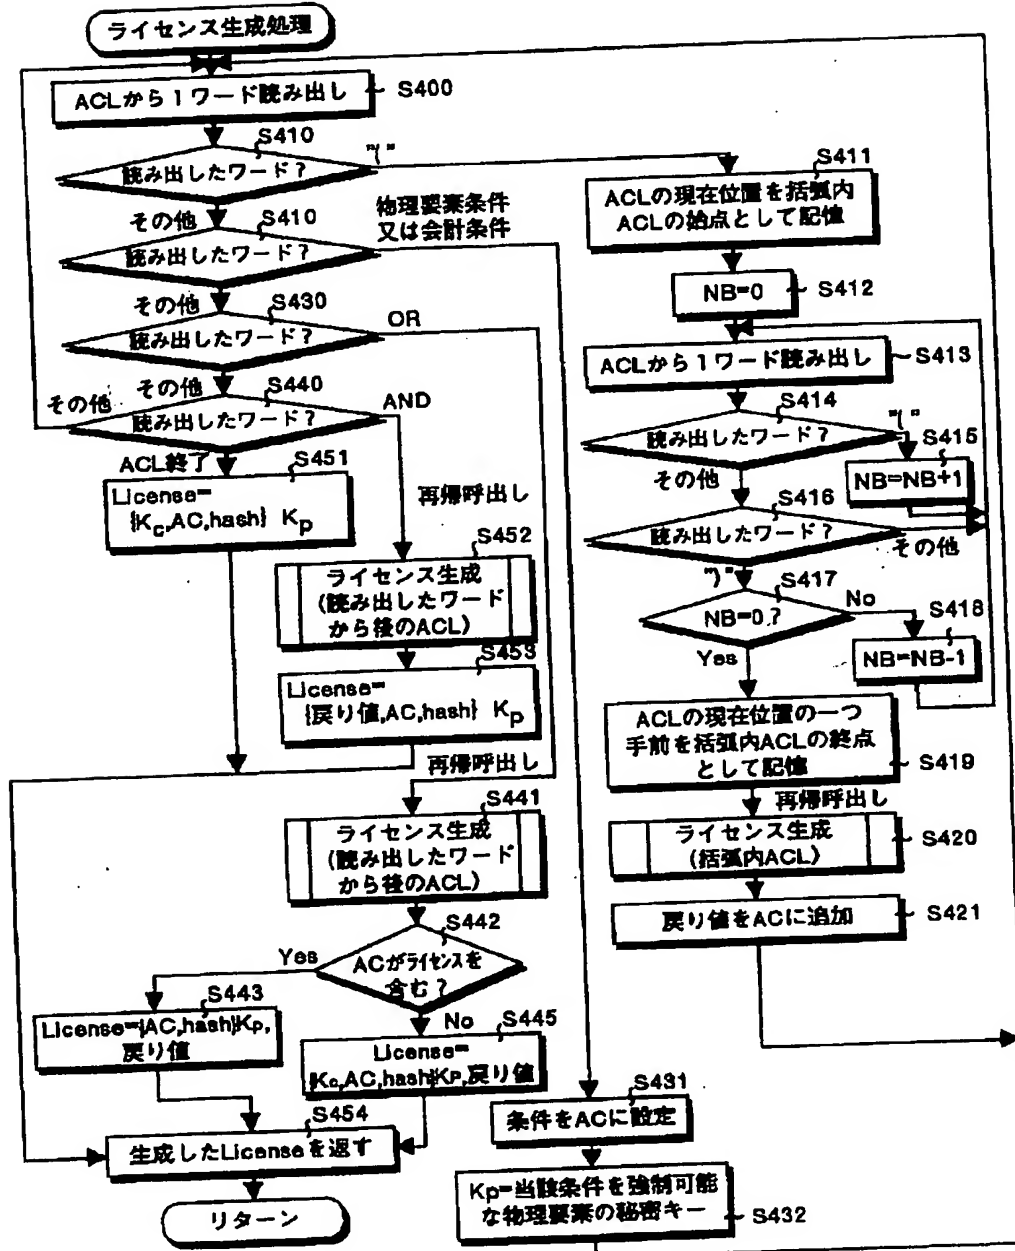 ライセンス生成処理
ACLから1ワード読み出し
S400
S410
読み出したワード?
"("
その他
S410
物理要素条件
又は会計条件
読み出したワード?
その他
S430
OR
読み出したワード?
その他
S440
その他
AND
読み出したワード?
ACL終了
S451
License=
{Kc,AC,hash} Kp
再帰呼出し
S452
ライセンス生成
(読み出したワード
から後のACL)
S453
License=
{戻り値,AC,hash} Kp
再帰呼出し
S441
ライセンス生成
(読み出したワード
から後のACL)
S442
ACがライセンスを
含む?
Yes
No
S443
License={AC,hash}Kp,
戻り値
S445
License=
{Kc,AC,hash}Kp,戻り値
S454
生成したLicenseを返す
リターン
S411
ACLの現在位置を括弧内
ACLの始点として記憶
NB=0
S412
ACLから1ワード読み出し
S413
S414
読み出したワード?
"("
S415
NB=NB+1
その他
S416
読み出したワード?
その他
")"
S417
NB=0?
No
S418
NB=NB-1
Yes
ACLの現在位置の一つ
手前を括弧内ACLの終点
として記憶
S419
再帰呼出し
ライセンス生成
(括弧内ACL)
S420
戻り値をACに追加
S421
S431
条件をACに設定
Kp=当該条件を強制可能
な物理要素の秘密キー
S432